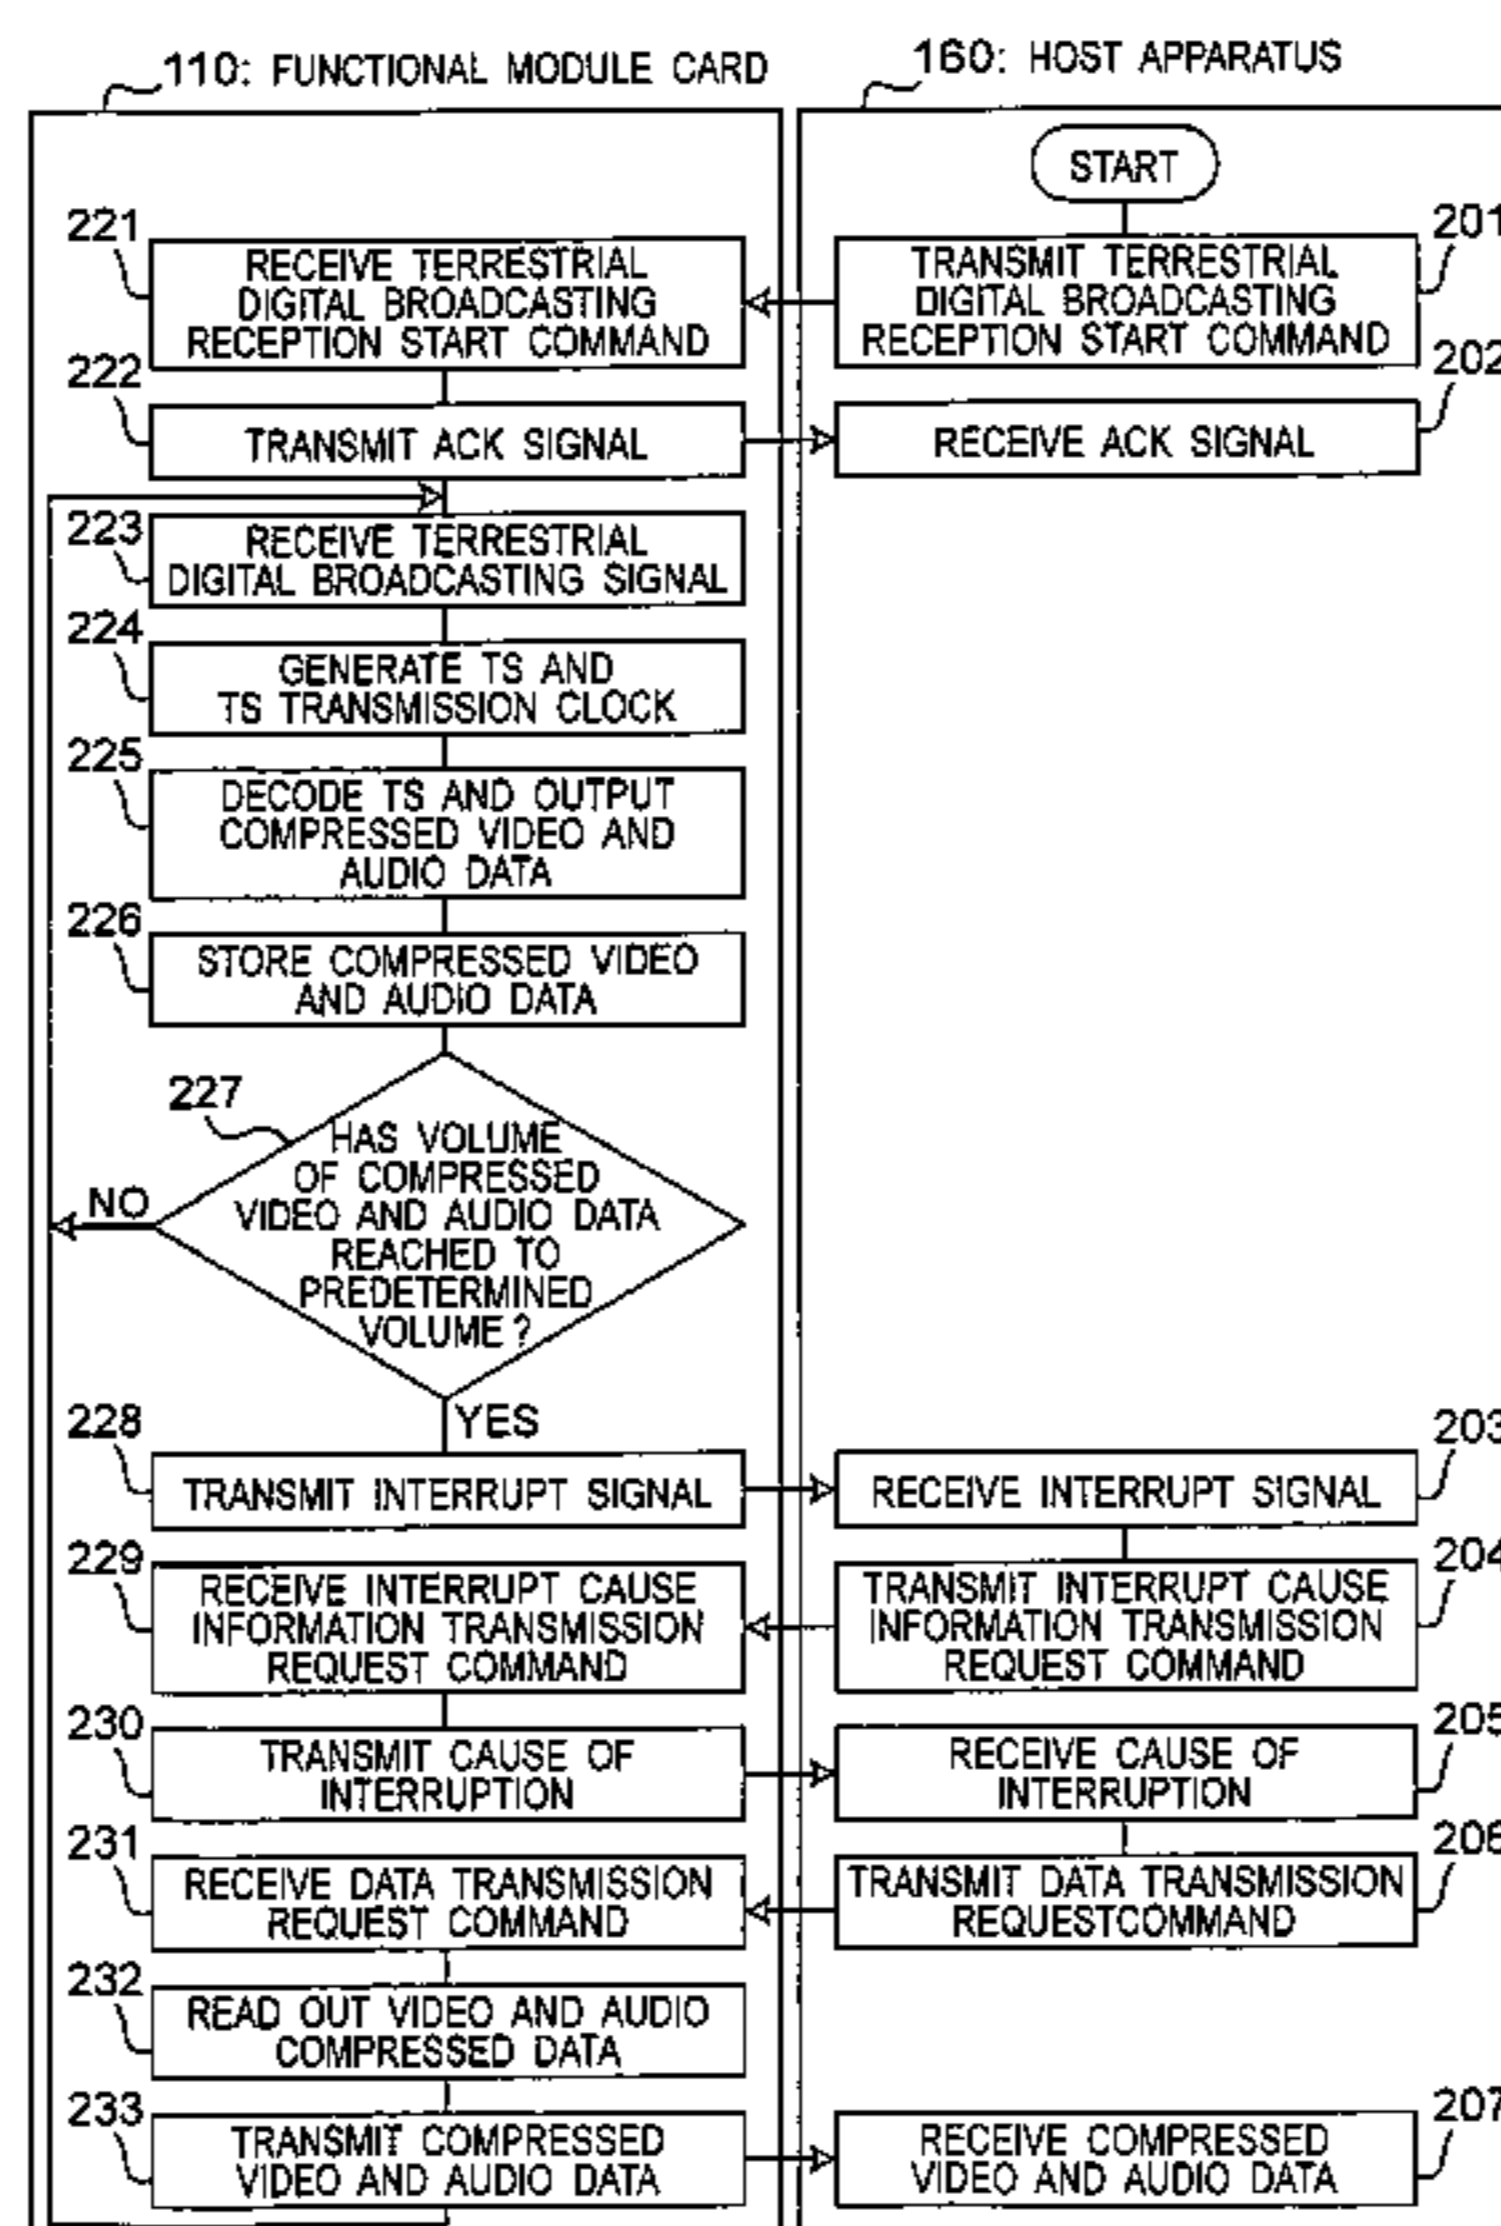 110: FUNCTIONAL MODULE CARD
160: HOST APPARATUS
START
201
TRANSMIT TERRESTRIAL
DIGITAL BROADCASTING
RECEPTION START COMMAND
221
RECEIVE TERRESTRIAL
DIGITAL BROADCASTING
RECEPTION START COMMAND
222
TRANSMIT ACK SIGNAL
202
RECEIVE ACK SIGNAL
223
RECEIVE TERRESTRIAL
DIGITAL BROADCASTING SIGNAL
224
GENERATE TS AND
TS TRANSMISSION CLOCK
225
DECODE TS AND OUTPUT
COMPRESSED VIDEO AND
AUDIO DATA
226
STORE COMPRESSED VIDEO
AND AUDIO DATA
227
HAS VOLUME
OF COMPRESSED
VIDEO AND AUDIO DATA
REACHED TO
PREDETERMINED
VOLUME?
NO
YES
228
TRANSMIT INTERRUPT SIGNAL
203
RECEIVE INTERRUPT SIGNAL
229
RECEIVE INTERRUPT CAUSE
INFORMATION TRANSMISSION
REQUEST COMMAND
204
TRANSMIT INTERRUPT CAUSE
INFORMATION TRANSMISSION
REQUEST COMMAND
230
TRANSMIT CAUSE OF
INTERRUPTION
205
RECEIVE CAUSE OF
INTERRUPTION
231
RECEIVE DATA TRANSMISSION
REQUEST COMMAND
206
TRANSMIT DATA TRANSMISSION
REQUESTCOMMAND
232
READ OUT VIDEO AND AUDIO
COMPRESSED DATA
233
TRANSMIT COMPRESSED
VIDEO AND AUDIO DATA
207
RECEIVE COMPRESSED
VIDEO AND AUDIO DATA